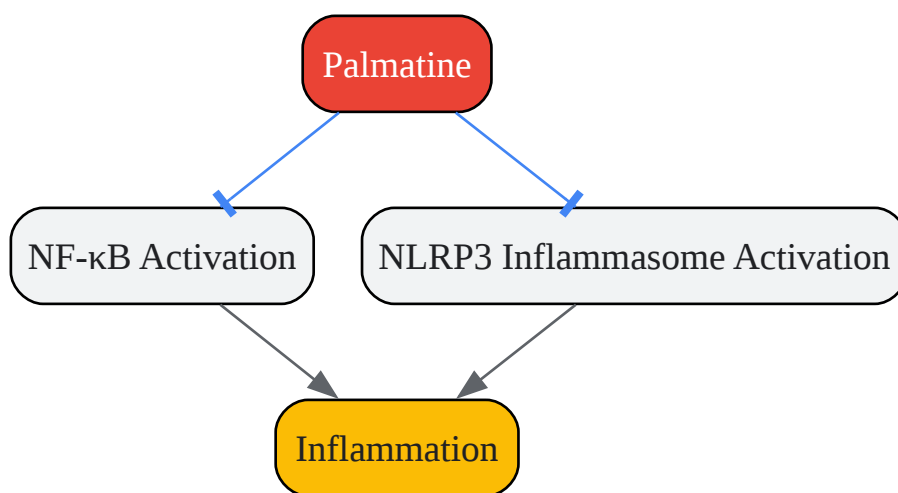 Palmatine
NF-κB Activation
NLRP3 Inflammasome Activation
Inflammation